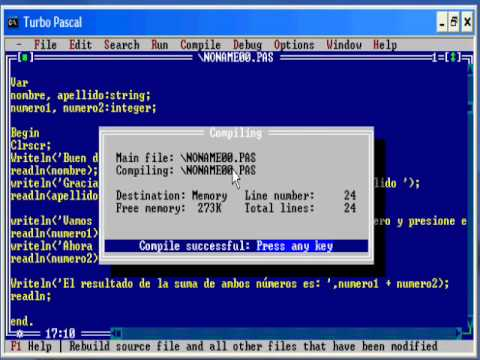 Turbo Pascal
File Edit Search Run Compile Debug Options Window Help
\NONAME00.PAS 1
Var
nombre, apellido:string;
numero1, numero2:integer;
Begin
Clrscr;
Writeln('Buen d
readln(nombre);
writeln('Gracia lido ');
readln(apellido
writeln('Vamos ro y presione e
readln(numero1)
writeln('Ahora
readln(numero2)
Writeln('El resultado de la suma de ambos números es: ',numero1 + numero2);
readln;
end.
Compiling
Main file: \NONAME00.PAS
Compiling: \NONAME00.PAS
Destination: Memory Line number: 24
Free memory: 273K Total lines: 24
Compile successful: Press any key
17:10
F1 Help | Rebuild source file and all other files that have been modified